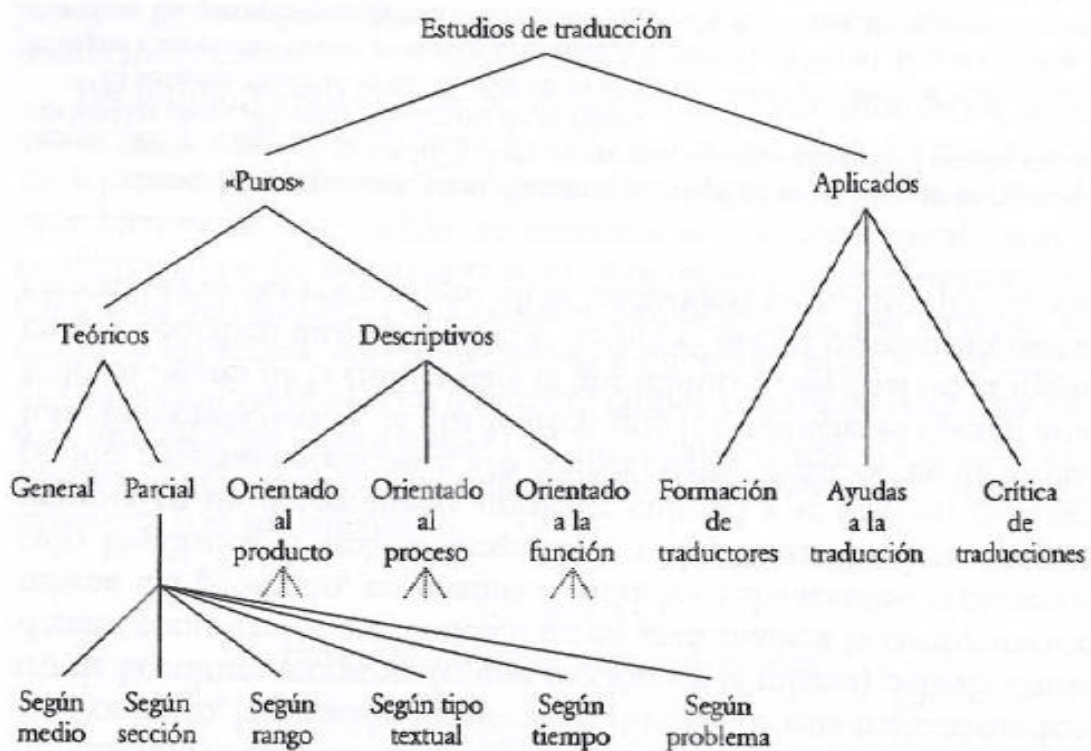 Estudios de traducción
«Puros» Aplicados
Teóricos Descriptivos
General Parcial Orientado Orientado Orientado Formación Ayudas Crítica
al al a la de a la de
producto proceso función traductores traducción traducciones
Según Según Según Según tipo Según Según
medio sección rango textual tiempo problema